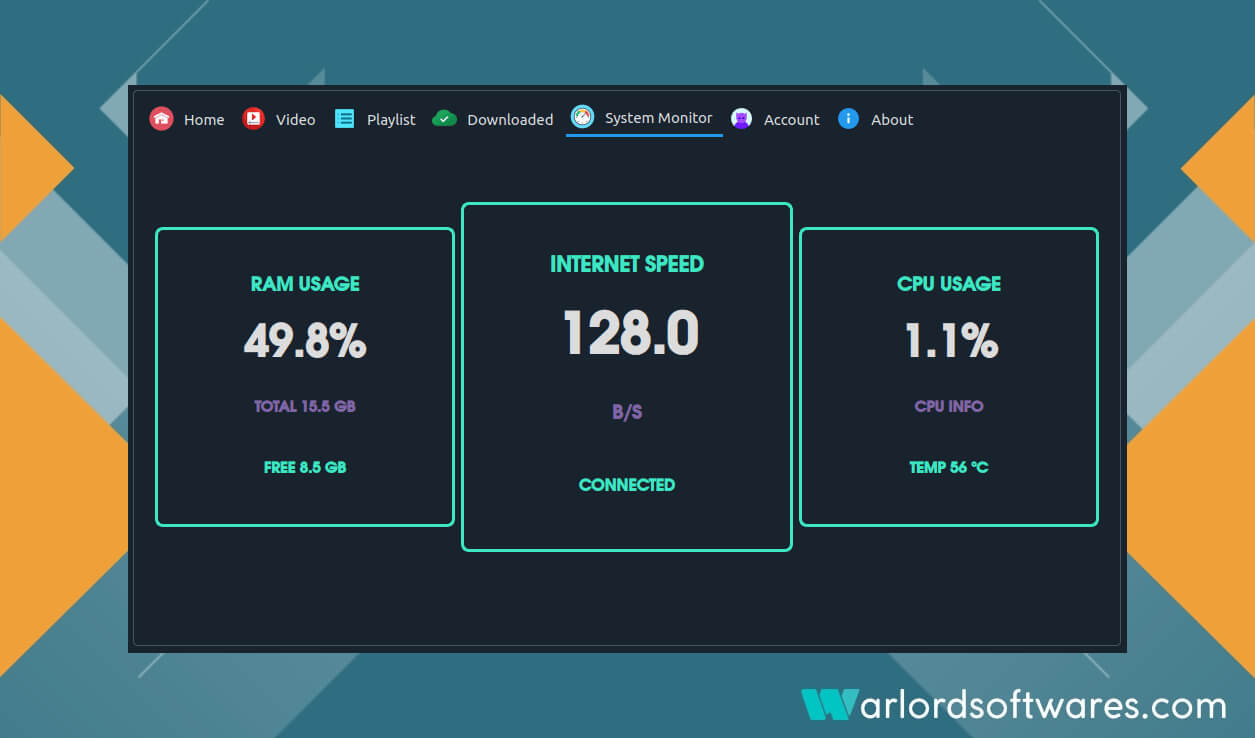 Home Video Playlist Downloaded System Monitor Account About
RAM USAGE
49.8%
TOTAL 15.5 GB
FREE 8.5 GB
INTERNET SPEED
128.0
B/S
CONNECTED
CPU USAGE
1.1%
CPU INFO
TEMP 56 °C
Warlordsoftwares.com